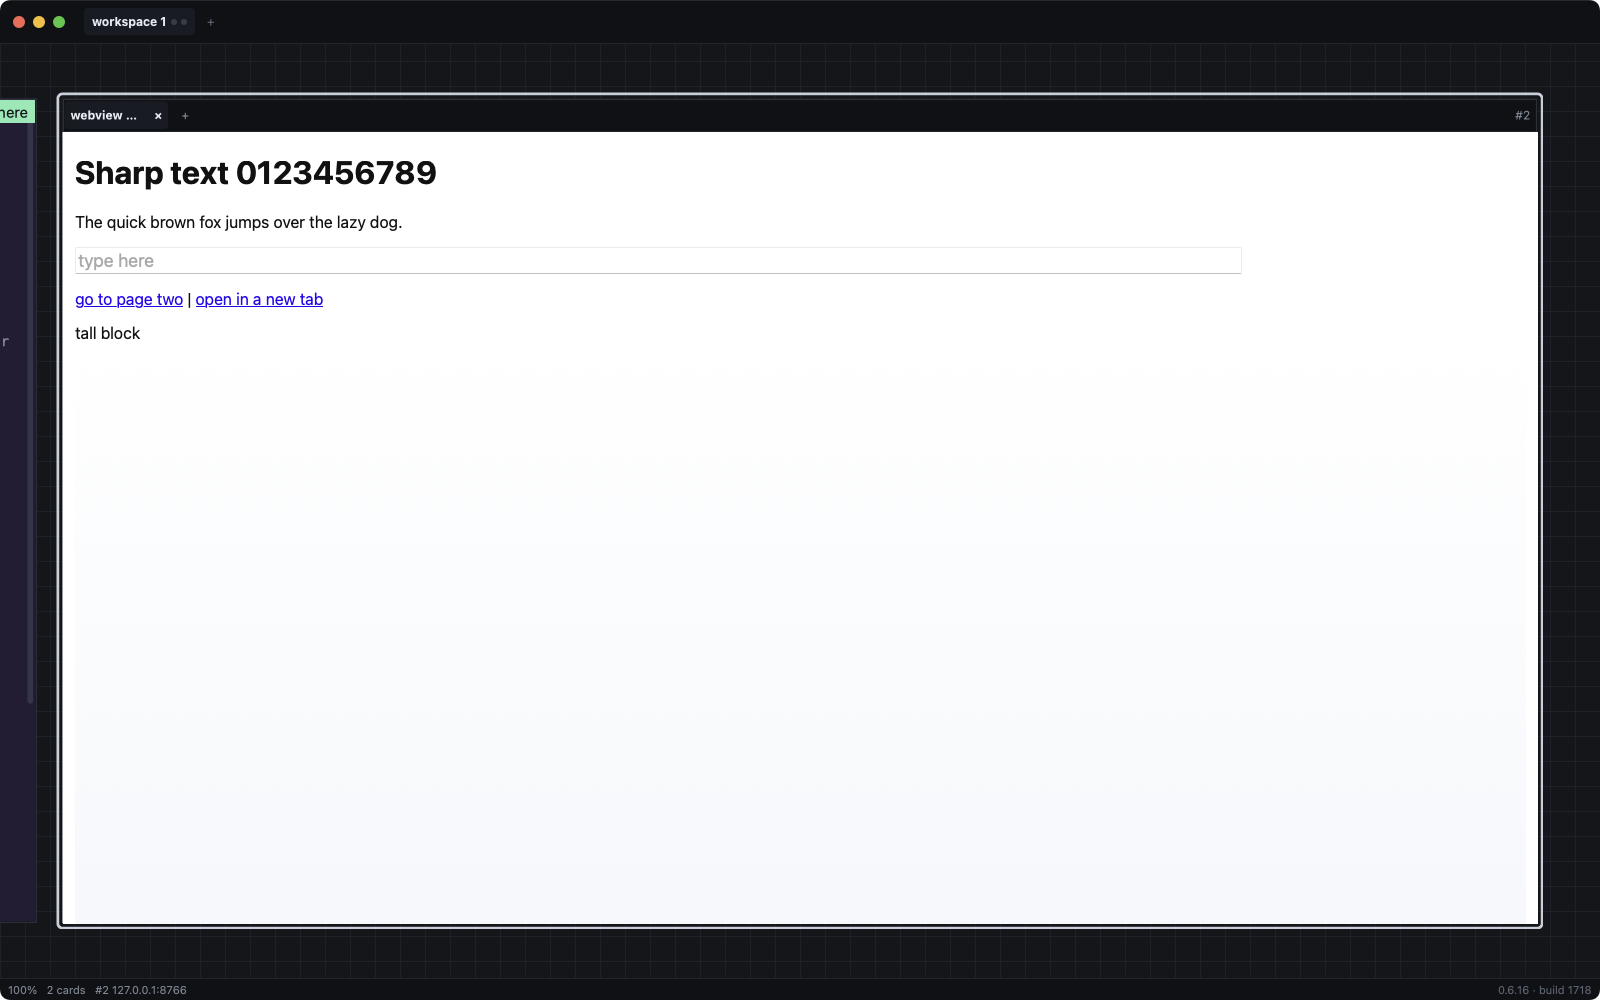 workspace 1
+
here
webview ... × +
#2
Sharp text 0123456789
The quick brown fox jumps over the lazy dog.
type here
go to page two | open in a new tab
r
tall block
100% 2 cards #2 127.0.0.1:8766
0.6.16 · build 1718